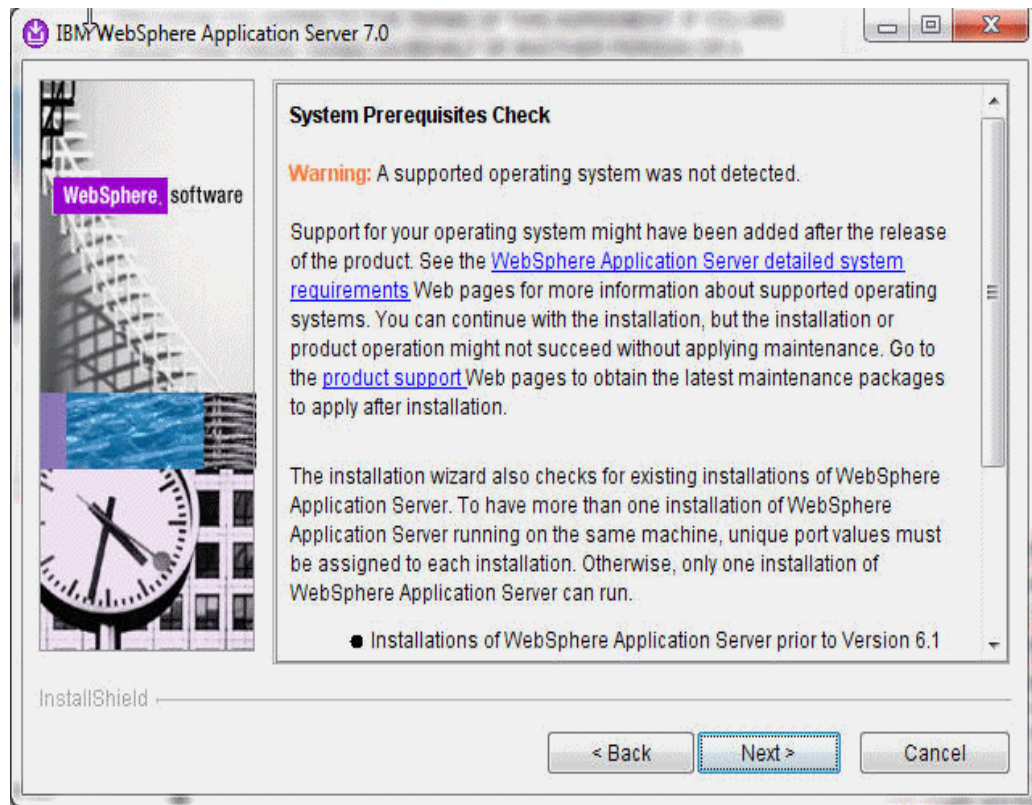 IBM WebSphere Application Server 7.0
WebSphere. software
System Prerequisites Check
Warning: A supported operating system was not detected.
Support for your operating system might have been added after the release
of the product. See the WebSphere Application Server detailed system
requirements Web pages for more information about supported operating
systems. You can continue with the installation, but the installation or
product operation might not succeed without applying maintenance. Go to
the product support Web pages to obtain the latest maintenance packages
to apply after installation.
The installation wizard also checks for existing installations of WebSphere
Application Server. To have more than one installation of WebSphere
Application Server running on the same machine, unique port values must
be assigned to each installation. Otherwise, only one installation of
WebSphere Application Server can run.
● Installations of WebSphere Application Server prior to Version 6.1
InstallShield
< Back
Next >
Cancel